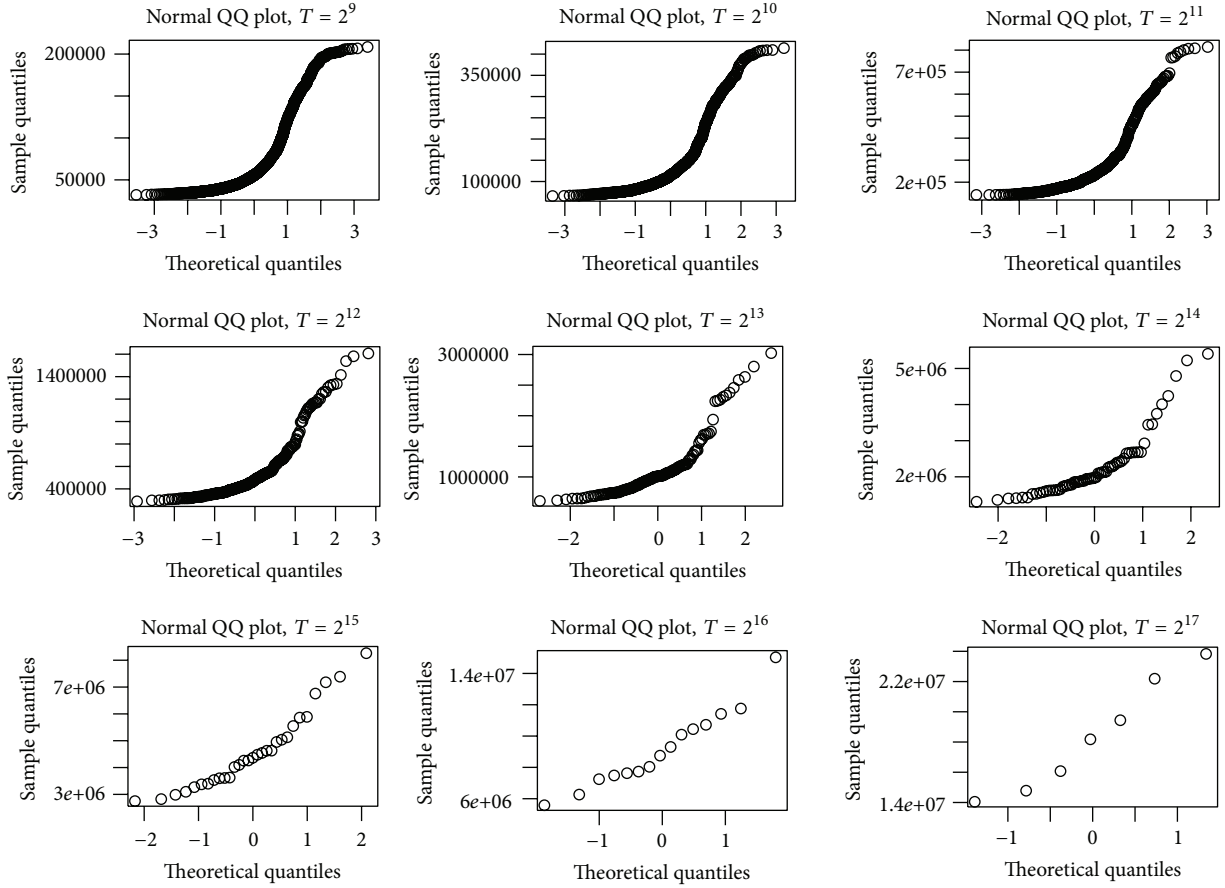 Normal QQ plot, T = 2^9
Sample quantiles
200000
50000
−3 −1 1 3
Theoretical quantiles
Normal QQ plot, T = 2^10
Sample quantiles
350000
100000
−3 −1 1 2 3
Theoretical quantiles
Normal QQ plot, T = 2^11
Sample quantiles
7e+05
2e+05
−3 −1 1 2 3
Theoretical quantiles
Normal QQ plot, T = 2^12
Sample quantiles
1400000
400000
−3 −1 1 2 3
Theoretical quantiles
Normal QQ plot, T = 2^13
Sample quantiles
3000000
1000000
−2 0 1 2
Theoretical quantiles
Normal QQ plot, T = 2^14
Sample quantiles
5e+06
2e+06
−2 0 1 2
Theoretical quantiles
Normal QQ plot, T = 2^15
Sample quantiles
7e+06
3e+06
−2 −1 0 1 2
Theoretical quantiles
Normal QQ plot, T = 2^16
Sample quantiles
1.4e+07
6e+06
−1 0 1
Theoretical quantiles
Normal QQ plot, T = 2^17
Sample quantiles
2.2e+07
1.4e+07
−1 0 1
Theoretical quantiles